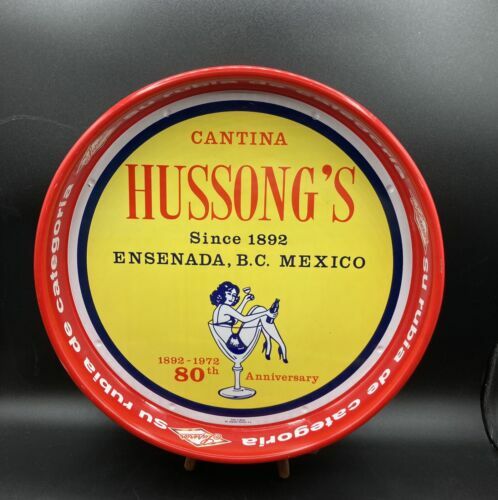 CANTINA
HUSSONG'S
Since 1892
ENSENADA, B.C. MEXICO
1892-1972
80th Anniversary
su rubia de categoria
su rubia de categoria